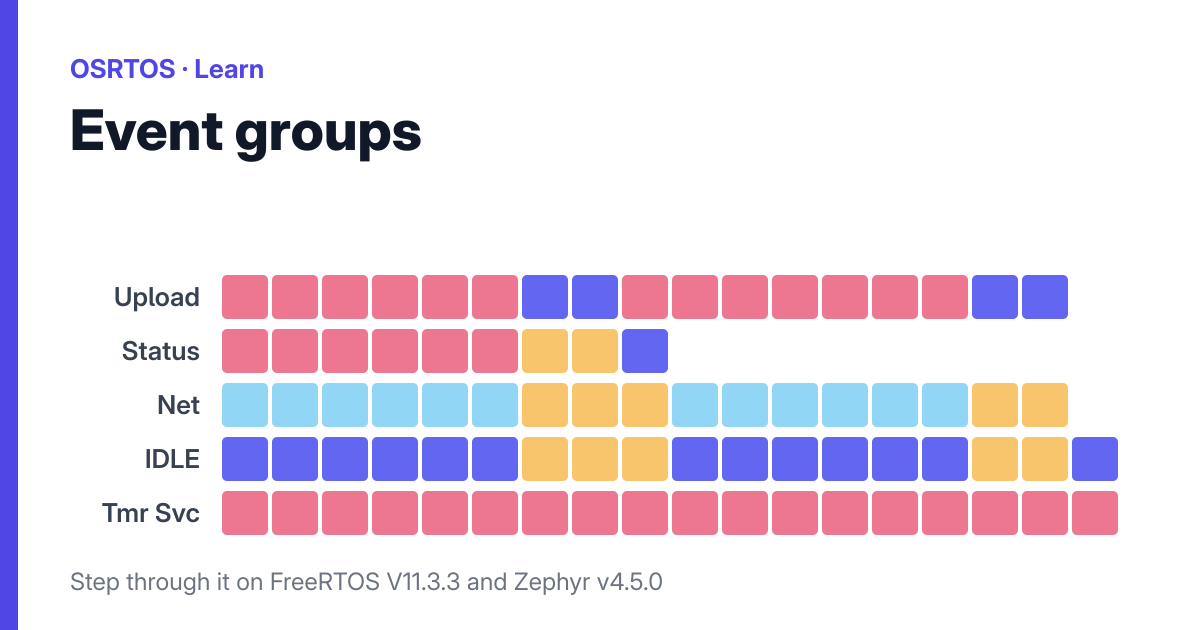 OSRTOS · Learn
Event groups
Upload
Status
Net
IDLE
Tmr Svc
Step through it on FreeRTOS V11.3.3 and Zephyr v4.5.0